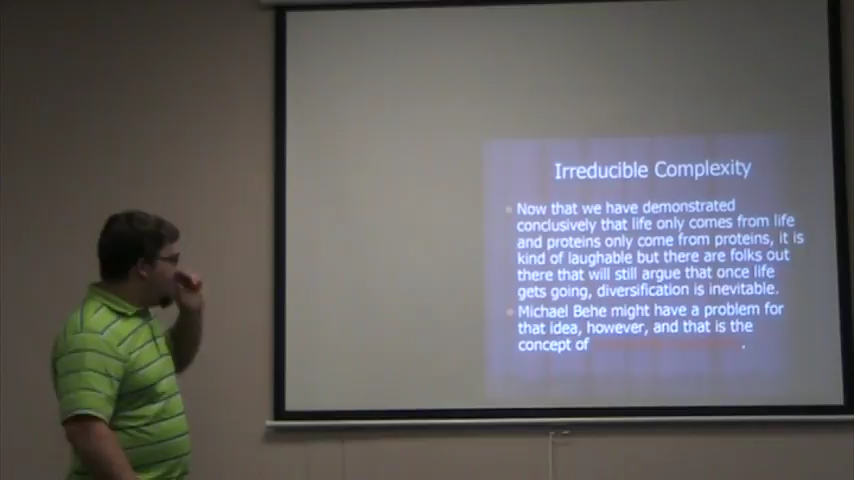 Irreducible Complexity
Now that we have demonstrated
conclusively that life only comes from life
and proteins only come from proteins, it is
kind of laughable but there are folks out
there that will still argue that once life
gets going, diversification is inevitable.
Michael Behe might have a problem for
that idea, however, and that is the
concept of .